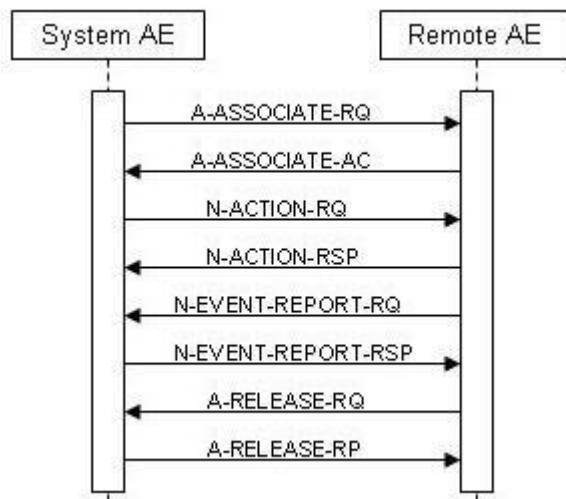 System AE
Remote AE
A-ASSOCIATE-RQ
A-ASSOCIATE-AC
N-ACTION-RQ
N-ACTION-RSP
N-EVENT-REPORT-RQ
N-EVENT-REPORT-RSP
A-RELEASE-RQ
A-RELEASE-RP